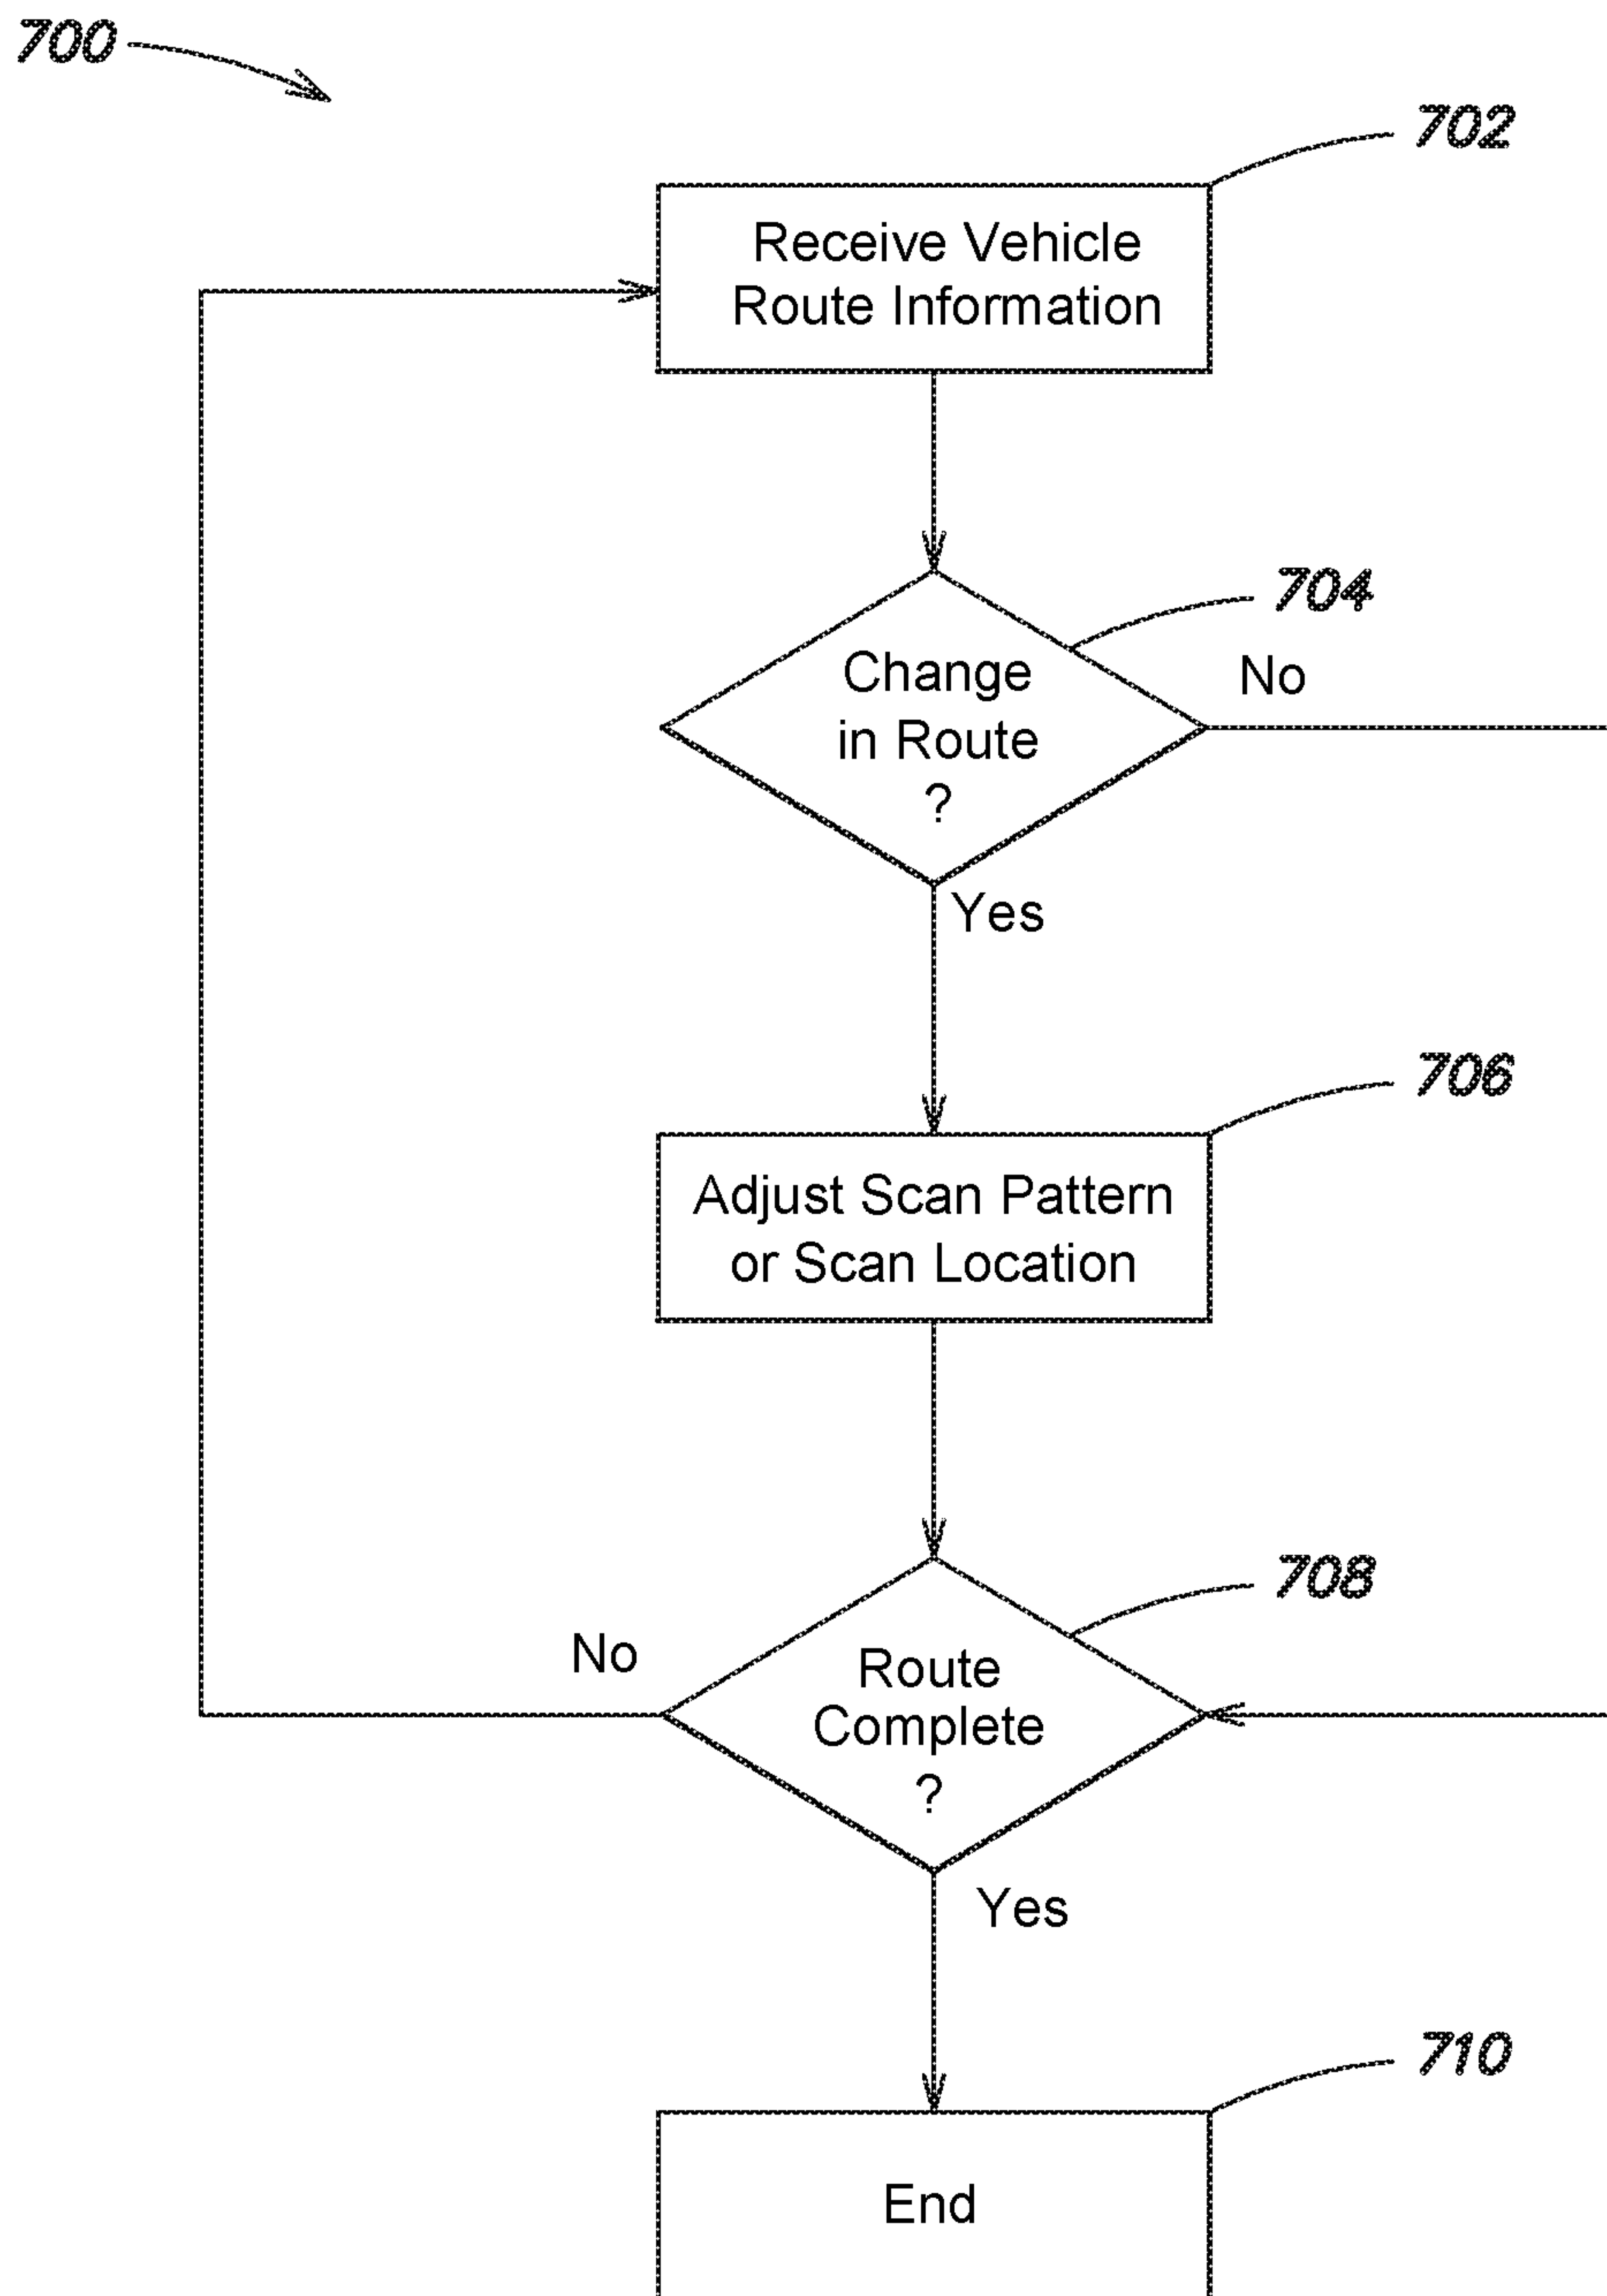 700
702
Receive Vehicle
Route Information
704
Change
in Route
?
No
Yes
706
Adjust Scan Pattern
or Scan Location
708
No
Route
Complete
?
Yes
710
End